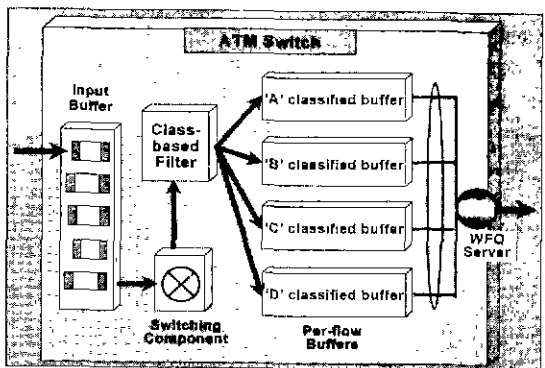 ATM Switch
Input
Buffer
Class-
based
Filter
'A' classified buffer
'B' classified buffer
'C' classified buffer
'D' classified buffer
WFQ
Server
Switching
Component
Per-flow
Buffers